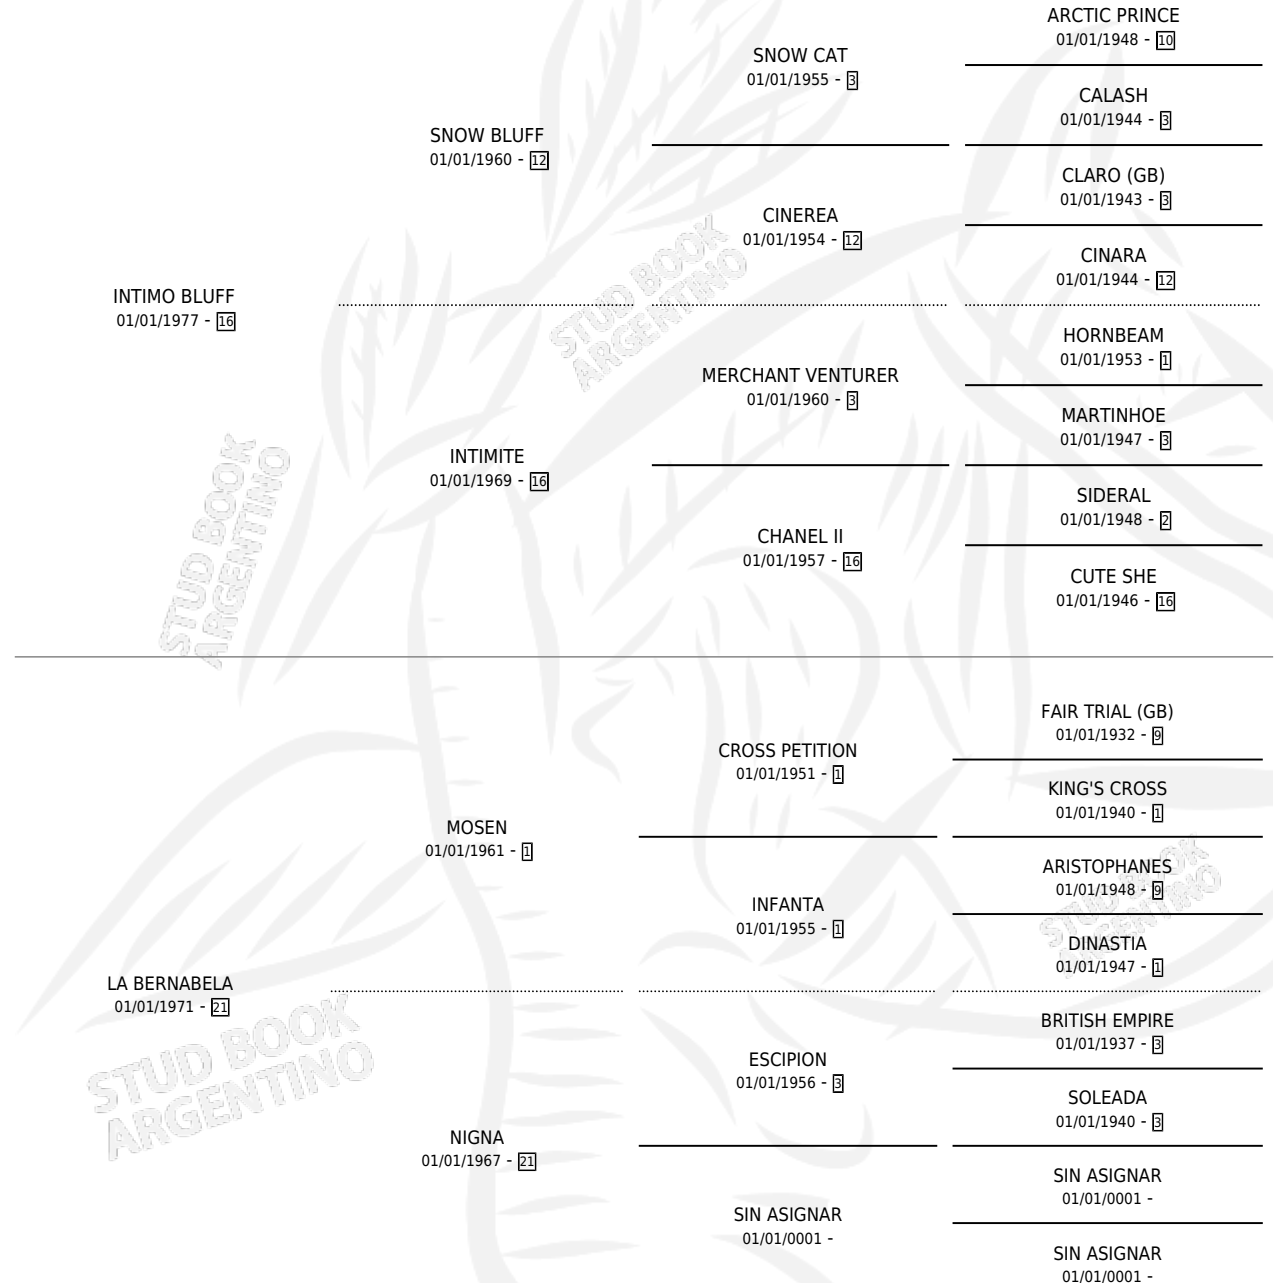 ARCTIC PRINCE
01/01/1948 - 10
SNOW CAT
01/01/1955 - 3
CALASH
01/01/1944 - 3
SNOW BLUFF
01/01/1960 - 12
CLARO (GB)
01/01/1943 - 3
CINEREA
01/01/1954 - 12
CINARA
01/01/1944 - 12
INTIMO BLUFF
01/01/1977 - 16
HORNBEAM
01/01/1953 - 1
MERCHANT VENTURER
01/01/1960 - 3
MARTINHOE
01/01/1947 - 3
INTIMITE
01/01/1969 - 16
SIDERAL
01/01/1948 - 2
CHANEL II
01/01/1957 - 16
CUTE SHE
01/01/1946 - 16
STUD BOOK
ARGENTINO
STUD BOOK
ARGENTINO
FAIR TRIAL (GB)
01/01/1932 - 9
CROSS PETITION
01/01/1951 - 1
KING'S CROSS
01/01/1940 - 1
MOSEN
01/01/1961 - 1
ARISTOPHANES
01/01/1948 - 9
INFANTA
01/01/1955 - 1
DINASTIA
01/01/1947 - 1
LA BERNABELA
01/01/1971 - 21
BRITISH EMPIRE
01/01/1937 - 3
ESCIPION
01/01/1956 - 3
SOLEADA
01/01/1940 - 3
NIGNA
01/01/1967 - 21
SIN ASIGNAR
01/01/0001 -
SIN ASIGNAR
01/01/0001 -
SIN ASIGNAR
01/01/0001 -
STUD BOOK
ARGENTINO
STUD BOOK
ARGENTINO